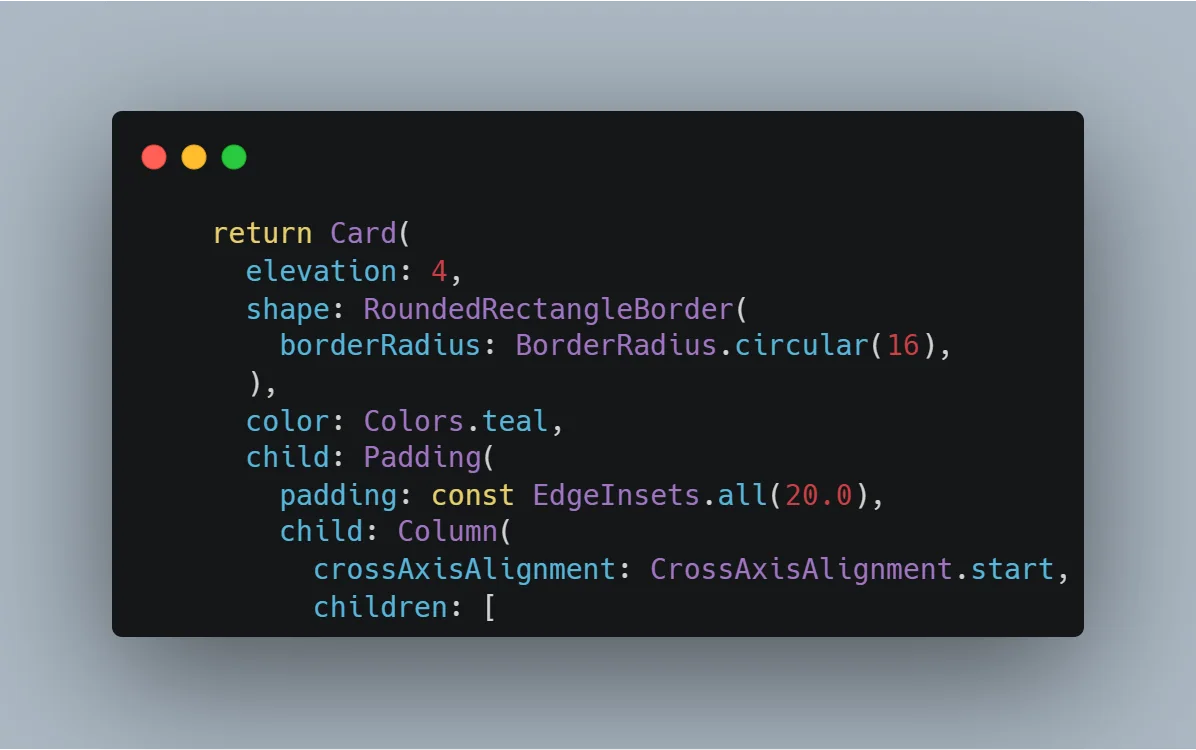 return Card(
  elevation: 4,
  shape: RoundedRectangleBorder(
    borderRadius: BorderRadius.circular(16),
  ),
  color: Colors.teal,
  child: Padding(
    padding: const EdgeInsets.all(20.0),
    child: Column(
      crossAxisAlignment: CrossAxisAlignment.start,
      children: [